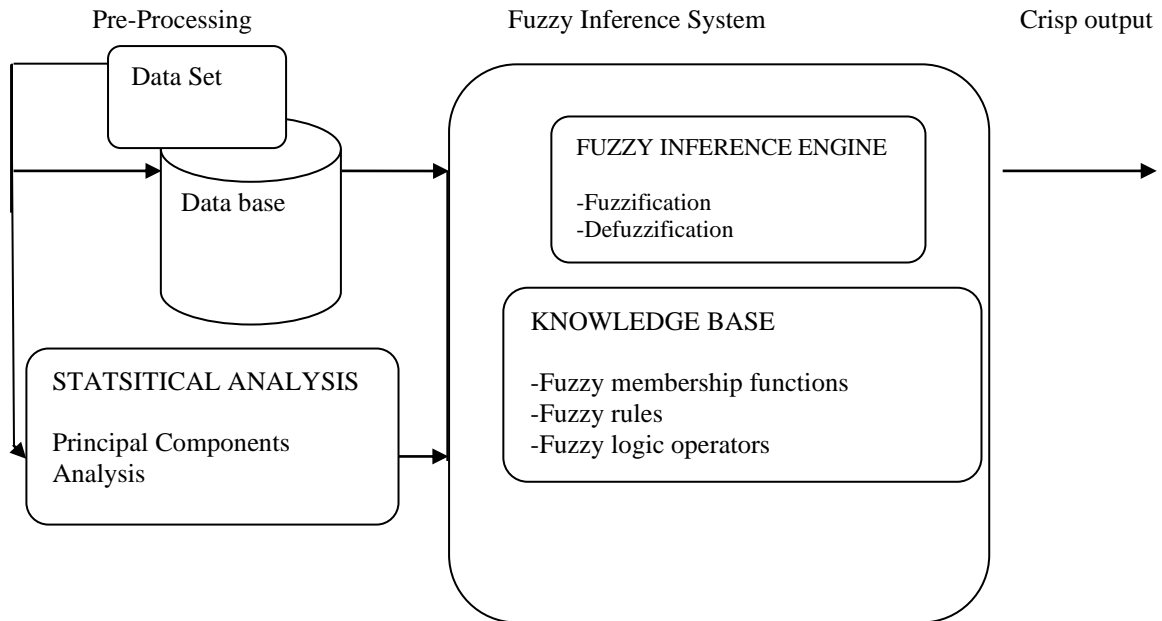 Pre-Processing
Fuzzy Inference System
Crisp output
Data Set
Data base
STATSITICAL ANALYSIS
Principal Components
Analysis
FUZZY INFERENCE ENGINE
-Fuzzification
-Defuzzification
KNOWLEDGE BASE
-Fuzzy membership functions
-Fuzzy rules
-Fuzzy logic operators